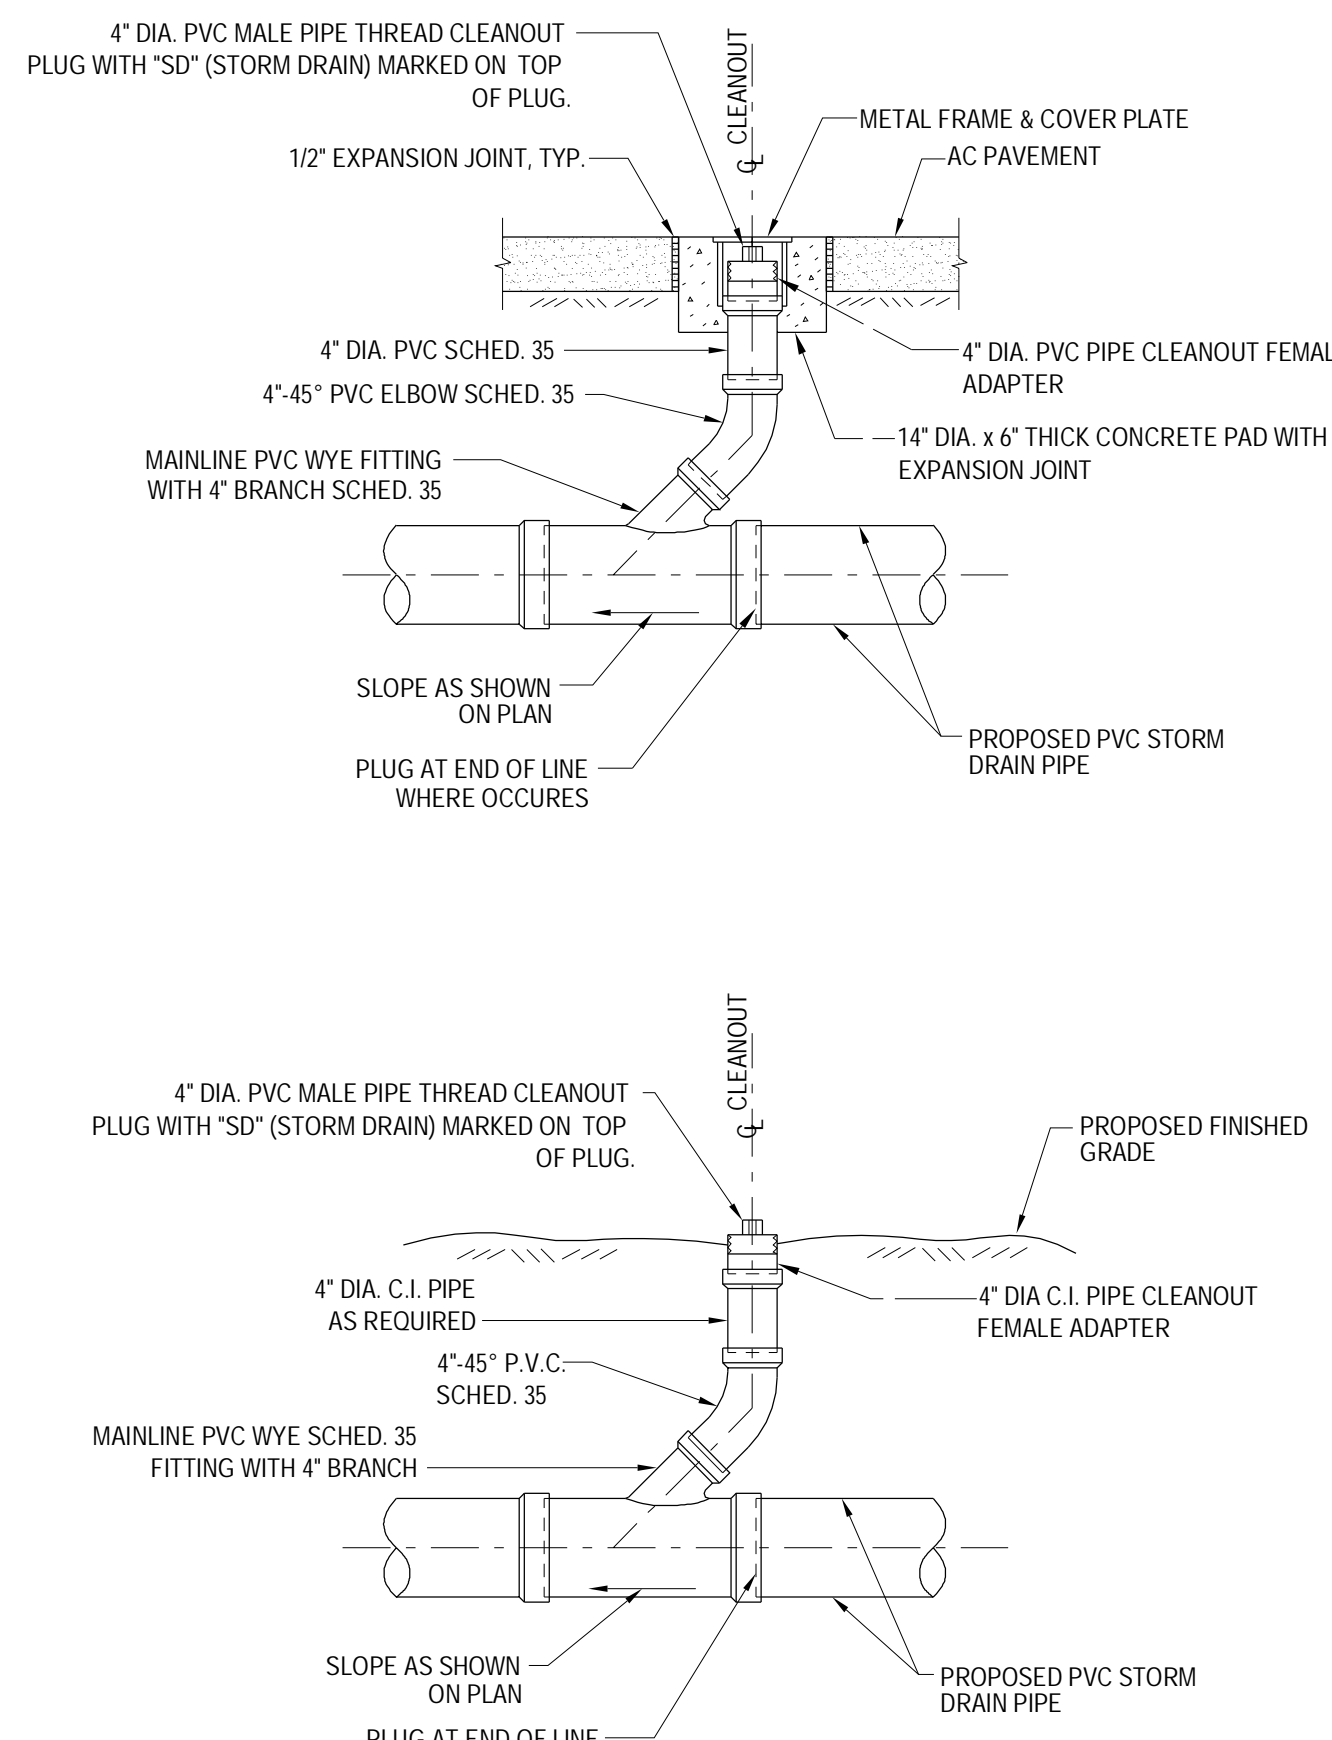 4" DIA. PVC MALE PIPE THREAD CLEANOUT
PLUG WITH "SD" (STORM DRAIN) MARKED ON TOP
OF PLUG.
CL CLEANOUT
METAL FRAME & COVER PLATE
1/2" EXPANSION JOINT, TYP.
AC PAVEMENT
4" DIA. PVC SCHED. 35
4" DIA. PVC PIPE CLEANOUT FEMAL
ADAPTER
4"-45° PVC ELBOW SCHED. 35
14" DIA. x 6" THICK CONCRETE PAD WITH
EXPANSION JOINT
MAINLINE PVC WYE FITTING
WITH 4" BRANCH SCHED. 35
SLOPE AS SHOWN
ON PLAN
PROPOSED PVC STORM
DRAIN PIPE
PLUG AT END OF LINE
WHERE OCCURES
CL CLEANOUT
4" DIA. PVC MALE PIPE THREAD CLEANOUT
PLUG WITH "SD" (STORM DRAIN) MARKED ON TOP
OF PLUG.
PROPOSED FINISHED
GRADE
4" DIA. C.I. PIPE
AS REQUIRED
4" DIA C.I. PIPE CLEANOUT
FEMALE ADAPTER
4"-45° P.V.C.
SCHED. 35
MAINLINE PVC WYE SCHED. 35
FITTING WITH 4" BRANCH
SLOPE AS SHOWN
ON PLAN
PROPOSED PVC STORM
DRAIN PIPE
PLUG AT END OF LINE